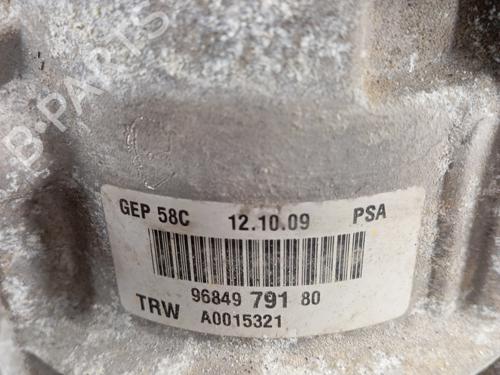 GEP 58C 12.10.09 PSA
96849 791 80
TRW A0015321
B-Parts